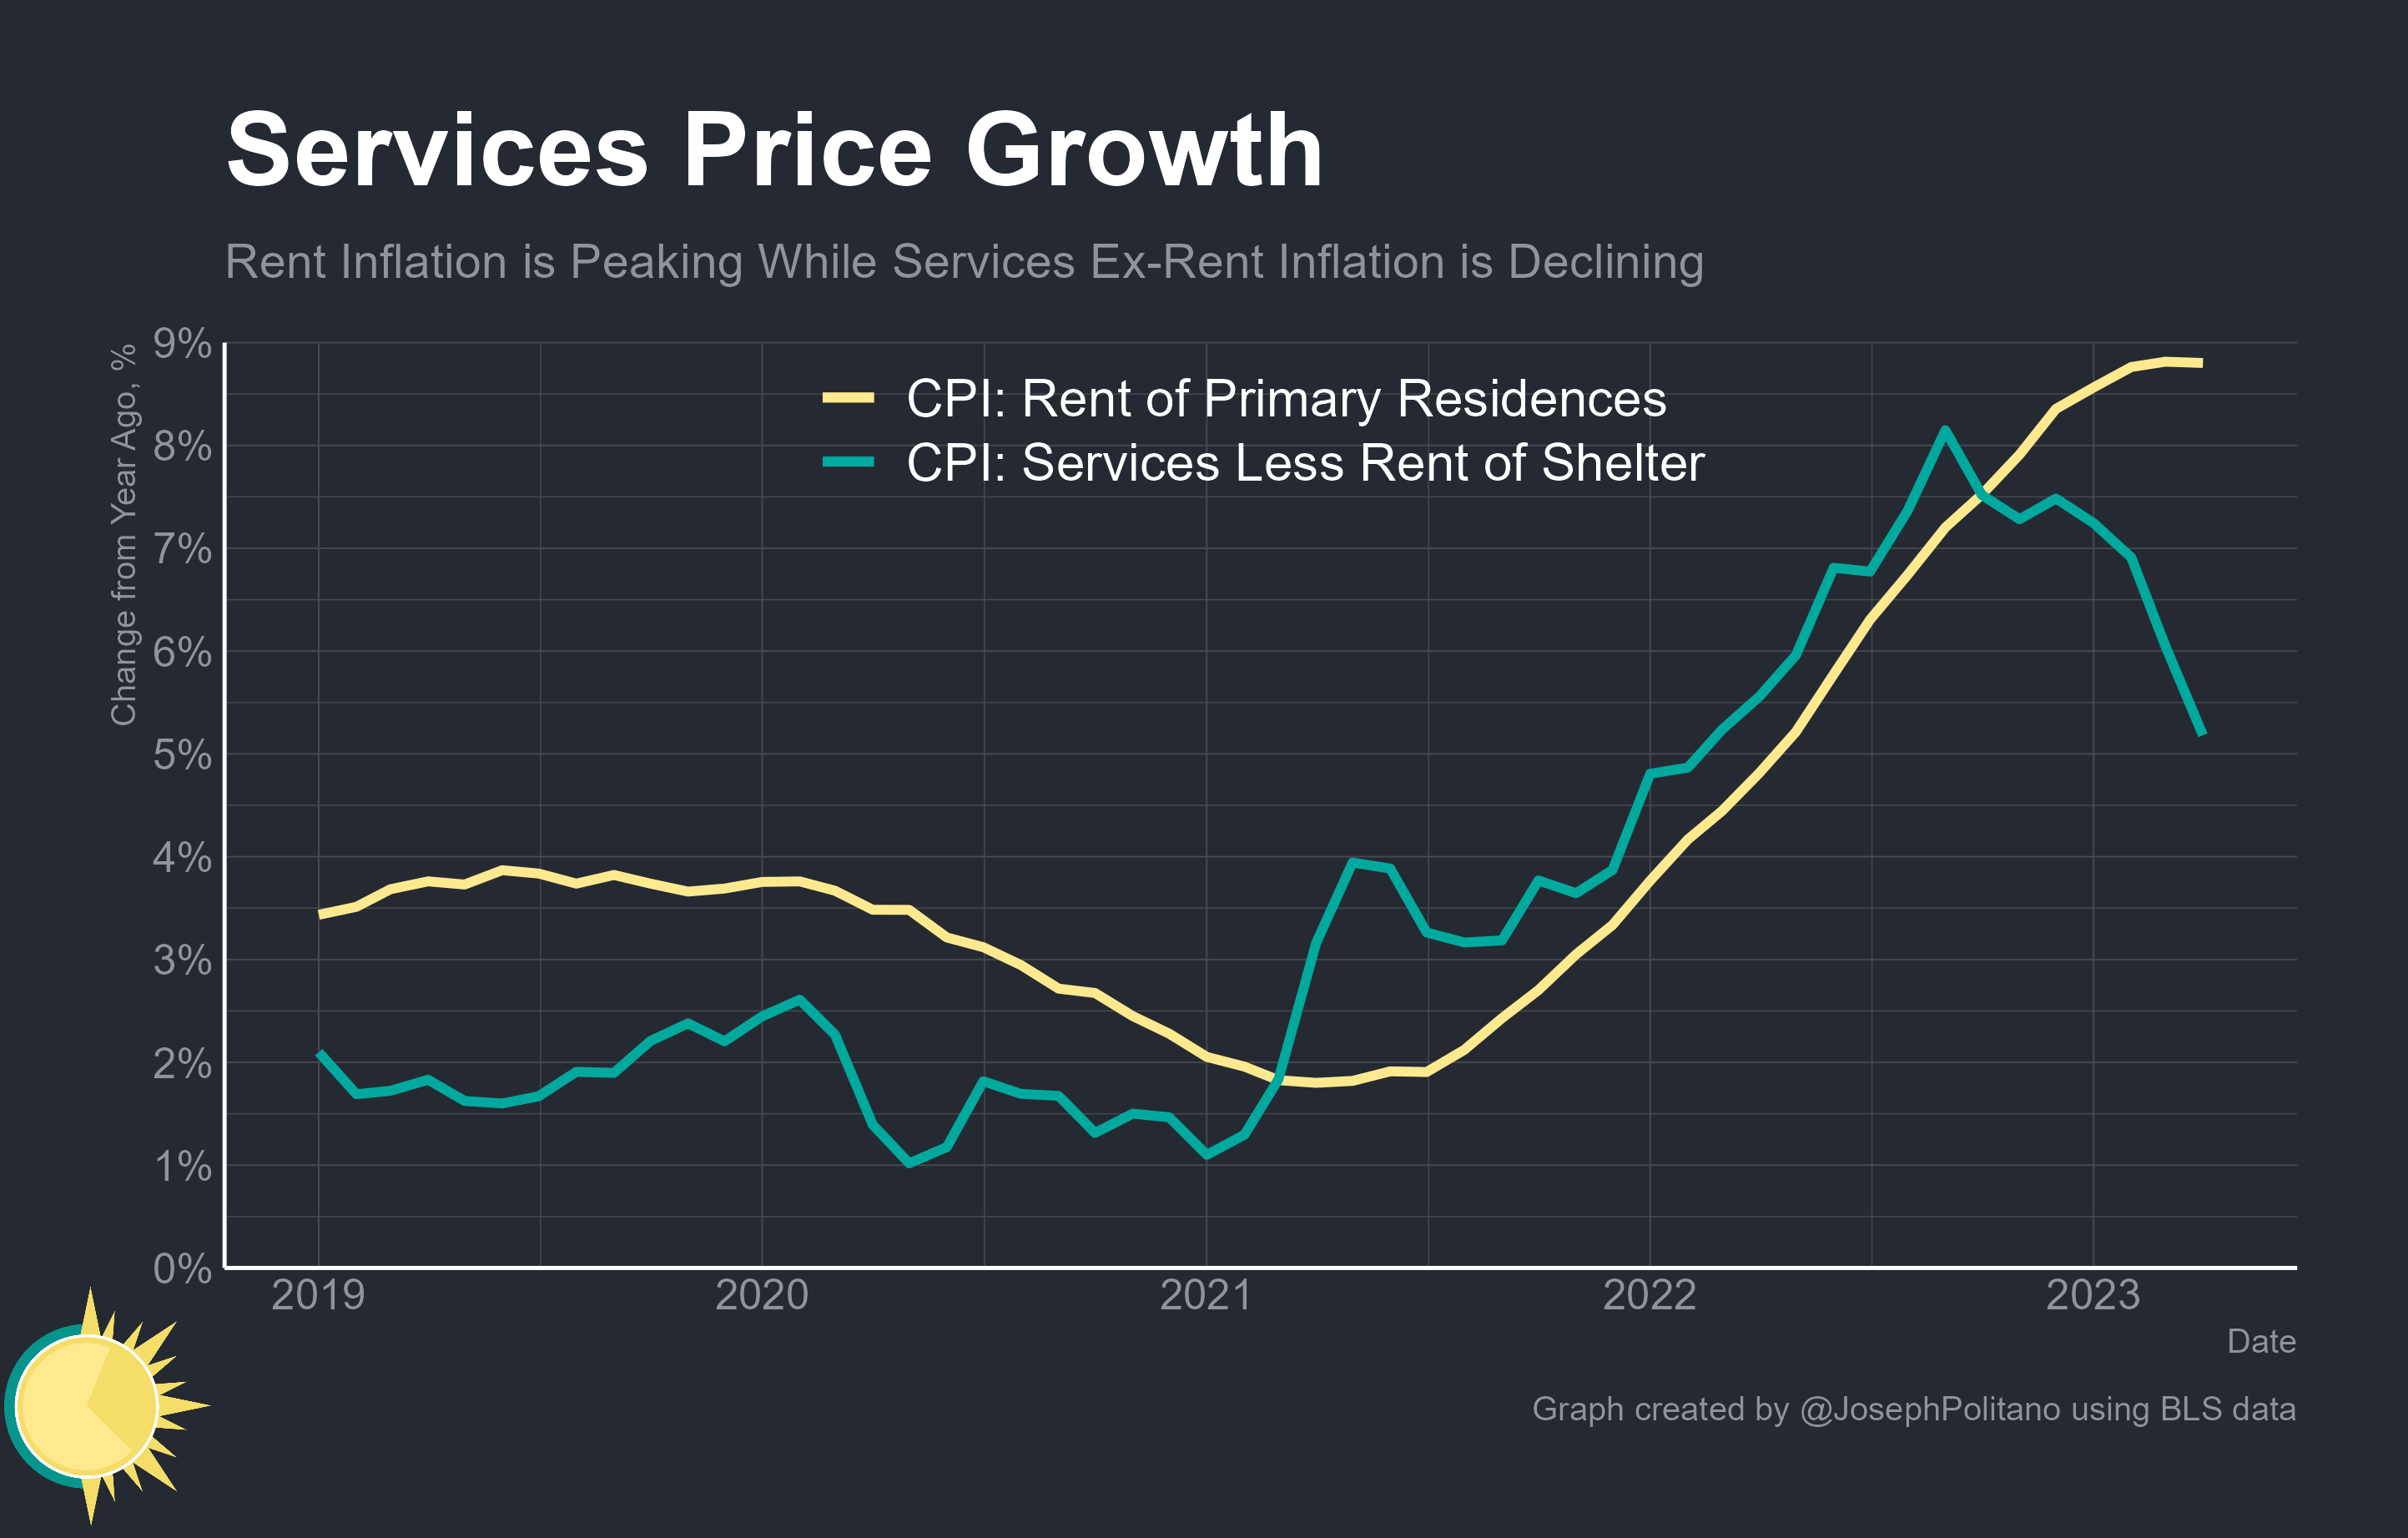 Services Price Growth
Rent Inflation is Peaking While Services Ex-Rent Inflation is Declining
Change from Year Ago, %
9%
8%
7%
6%
5%
4%
3%
2%
1%
0%
CPI: Rent of Primary Residences
CPI: Services Less Rent of Shelter
2019 2020 2021 2022 2023
Date
Graph created by @JosephPolitano using BLS data